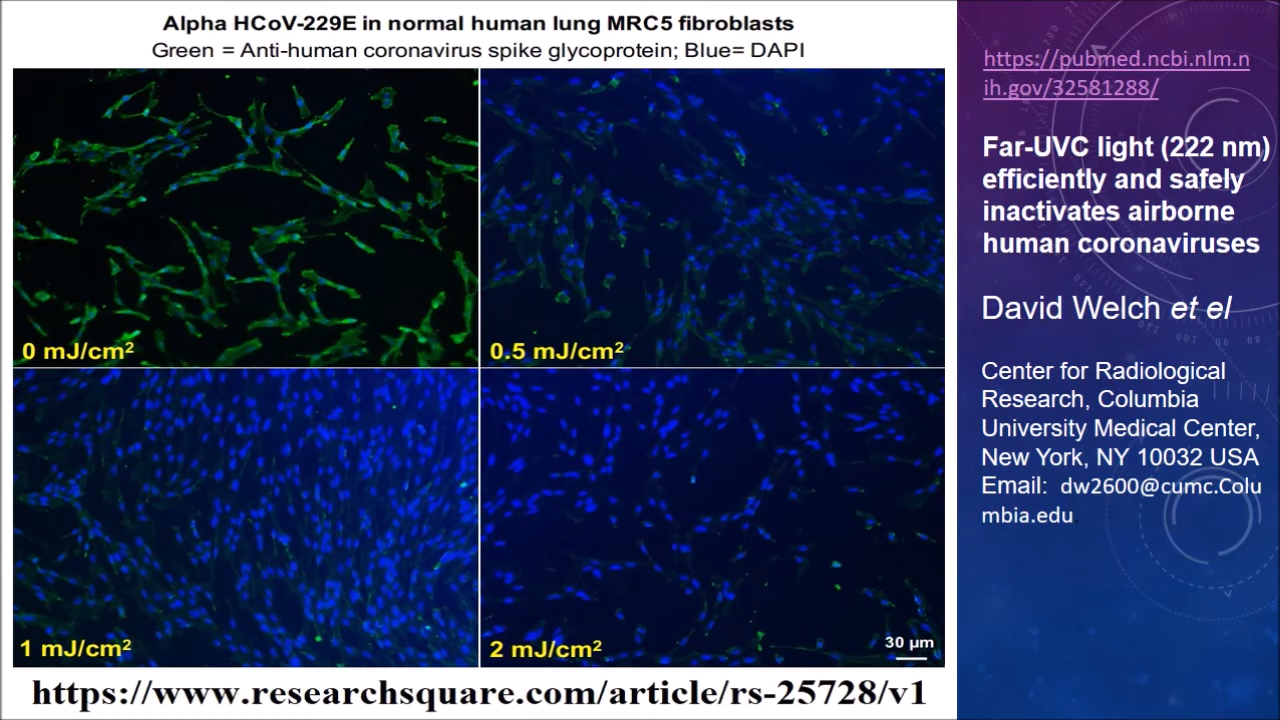 Alpha HCoV-229E in normal human lung MRC5 fibroblasts
Green = Anti-human coronavirus spike glycoprotein; Blue= DAPI
0 mJ/cm²
0.5 mJ/cm²
1 mJ/cm²
2 mJ/cm²
30 µm
https://www.researchsquare.com/article/rs-25728/v1
https://pubmed.ncbi.nlm.n
ih.gov/32581288/
Far-UVC light (222 nm)
efficiently and safely
inactivates airborne
human coronaviruses
David Welch et el
Center for Radiological
Research, Columbia
University Medical Center,
New York, NY 10032 USA
Email: dw2600@cumc.Colu
mbia.edu